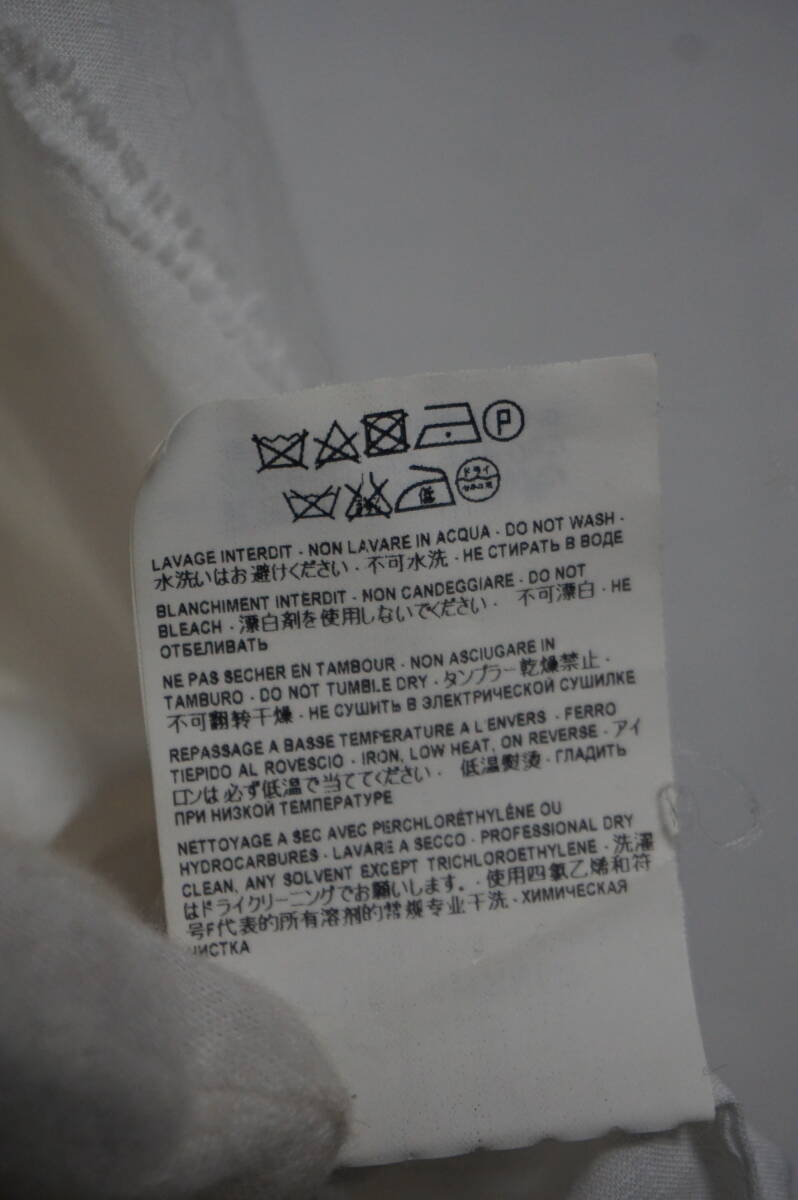 P
低 ドライ
LAVAGE INTERDIT - NON LAVARE IN ACQUA - DO NOT WASH -
水洗いはお避けください - 不可水洗 - НЕ СТИРАТЬ В ВОДЕ
BLANCHIMENT INTERDIT - NON CANDEGGIARE - DO NOT
BLEACH - 漂白剤を使用しないでください - 不可漂白 - НЕ
ОТБЕЛИВАТЬ
NE PAS SECHER EN TAMBOUR - NON ASCIUGARE IN
TAMBURO - DO NOT TUMBLE DRY - タンブラー乾燥禁止 -
不可翻转干燥 - НЕ СУШИТЬ В ЭЛЕКТРИЧЕСКОЙ СУШИЛКЕ
REPASSAGE A BASSE TEMPERATURE A L'ENVERS - FERRO
TIEPIDO AL ROVESCIO - IRON, LOW HEAT, ON REVERSE - アイ
ロンは必ず低温で当ててください - 低温熨烫 - ГЛАДИТЬ
ПРИ НИЗКОЙ ТЕМПЕРАТУРЕ
NETTOYAGE A SEC AVEC PERCHLORÉTHYLÉNE OU
HYDROCARBURES - LAVARE A SECCO - PROFESSIONAL DRY
CLEAN, ANY SOLVENT EXCEPT TRICHLOROETHYLENE - 洗濯
はドライクリーニングでお願いします。 - 使用四氯乙烯和符
号F代表的所有溶剂的常规专业干洗 - ХИМИЧЕСКАЯ
ЧИСТКА